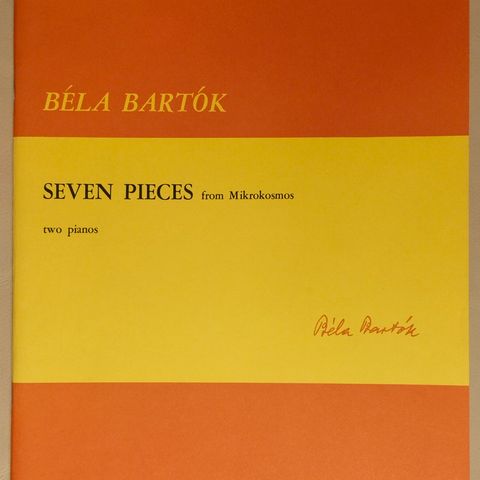 BÉLA BARTÓK
SEVEN PIECES from Mikrokosmos
two pianos
Béla Bartók